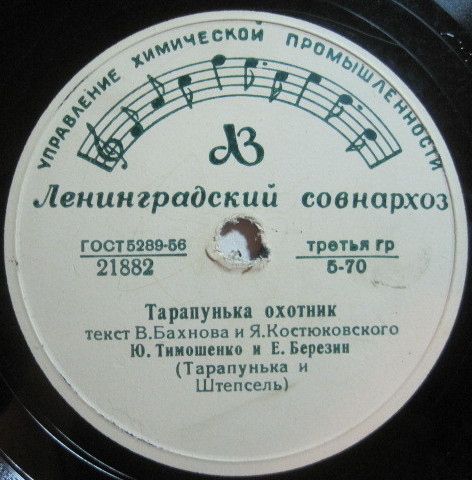 УПРАВЛЕНИЕ ХИМИЧЕСКОЙ ПРОМЫШЛЕННОСТИ
ЛЗ
Ленинградский совнархоз
ГОСТ 5289-56
21882
третья гр
5-70
Тарапунька охотник
текст В.Бахнова и Я.Костюковского
Ю. Тимошенко и Е. Березин
(Тарапунька и
Штепсель)